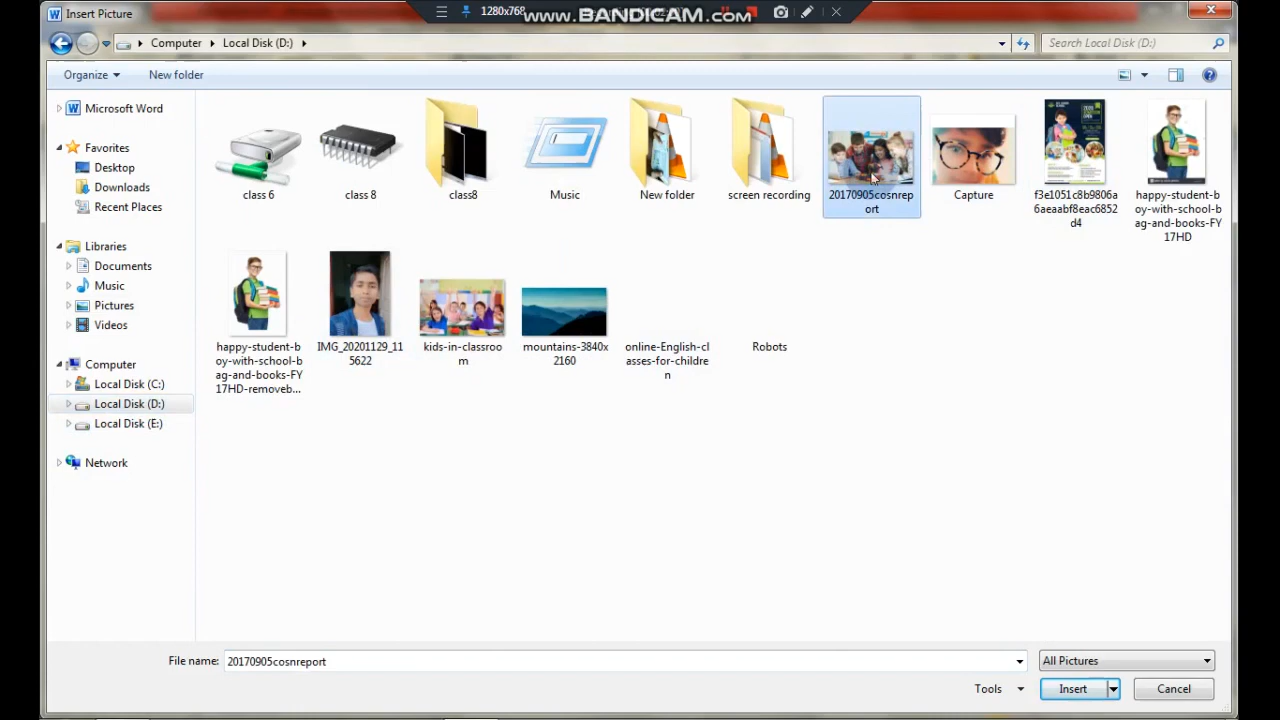 Insert Picture
1280x768
WWW.BANDICAM.COM
Computer
Local Disk (D:)
Search Local Disk (D:)
Organize
New folder
Microsoft Word
Favorites
Desktop
Downloads
Recent Places
Libraries
Documents
Music
Pictures
Videos
Computer
Local Disk (C:)
Local Disk (D:)
Local Disk (E:)
Network
class 6
class 8
class8
Music
New folder
screen recording
20170905cosnrep
ort
Capture
f3e1051c8b9806a
6aeaabf8eac6852
d4
happy-student-b
oy-with-school-b
ag-and-books-FY
17HD
happy-student-b
oy-with-school-b
ag-and-books-FY
17HD-removeb...
IMG_20201129_11
5622
kids-in-classroo
m
mountains-3840x
2160
online-English-cl
asses-for-childre
n
Robots
File name:
20170905cosnreport
All Pictures
Tools
Insert
Cancel